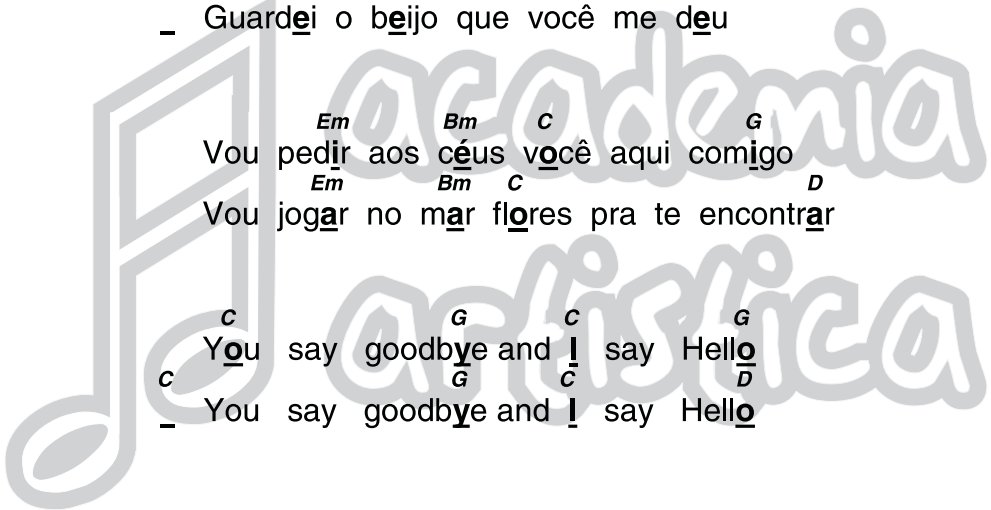 _ Guardei o beijo que você me deu
Em Bm C G
Vou pedir aos céus você aqui comigo
Em Bm C D
Vou jogar no mar flores pra te encontrar
C G C G
You say goodbye and I say Hello
C G C D
_ You say goodbye and I say Hello
academia
artística